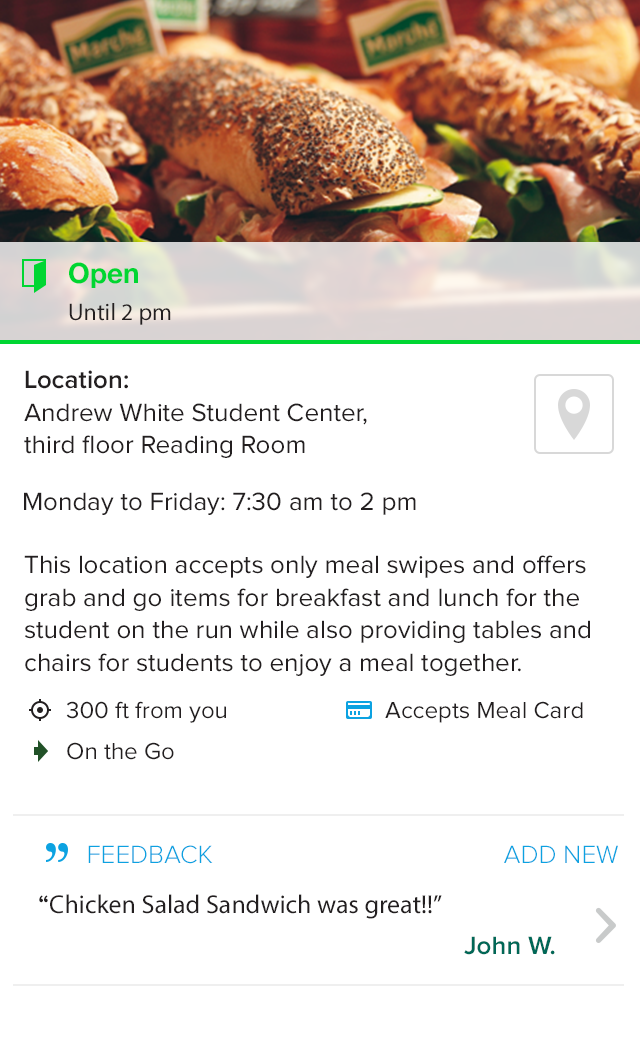 Marché
Marché
Open
Until 2 pm
Location:
Andrew White Student Center,
third floor Reading Room
Monday to Friday: 7:30 am to 2 pm
This location accepts only meal swipes and offers
grab and go items for breakfast and lunch for the
student on the run while also providing tables and
chairs for students to enjoy a meal together.
300 ft from you
Accepts Meal Card
On the Go
” FEEDBACK
ADD NEW
“Chicken Salad Sandwich was great!!”
John W.